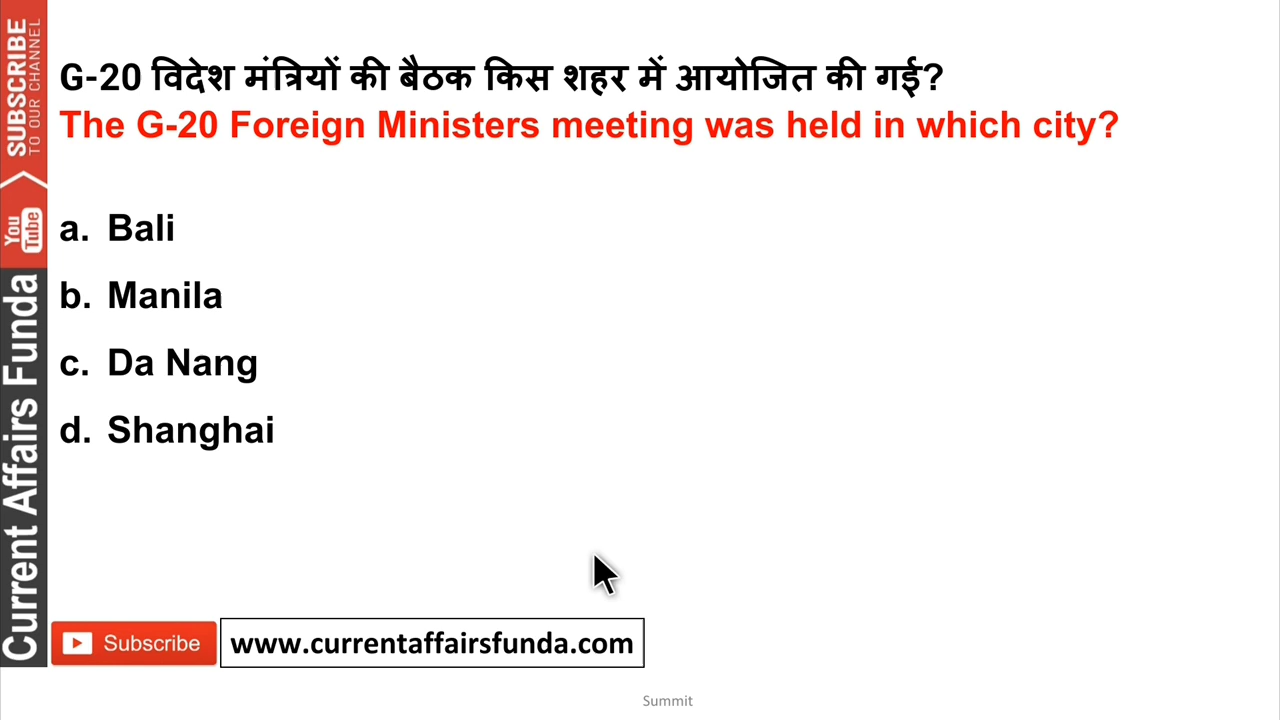 G-20 विदेश मंत्रियों की बैठक किस शहर में आयोजित की गई?
The G-20 Foreign Ministers meeting was held in which city?
a. Bali
b. Manila
c. Da Nang
d. Shanghai
SUBSCRIBE
TO OUR CHANNEL
You
Tube
Current Affairs Funda
Subscribe
www.currentaffairsfunda.com
Summit